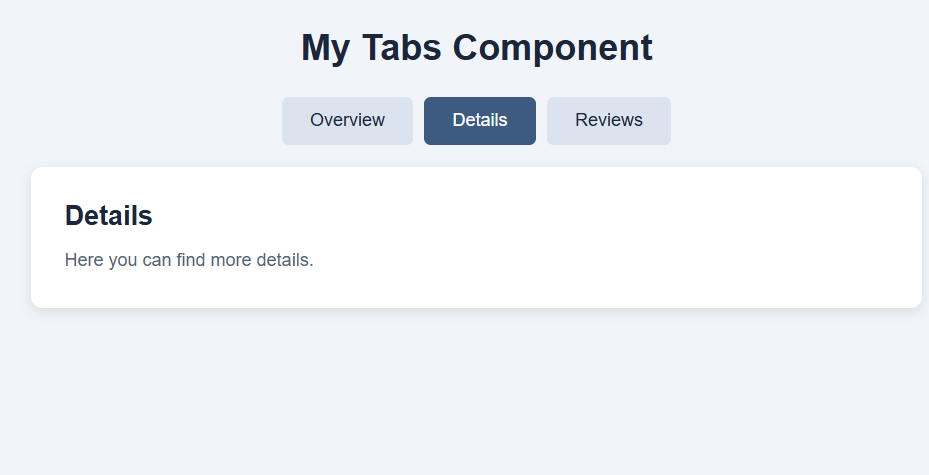 My Tabs Component
Overview Details Reviews
Details
Here you can find more details.